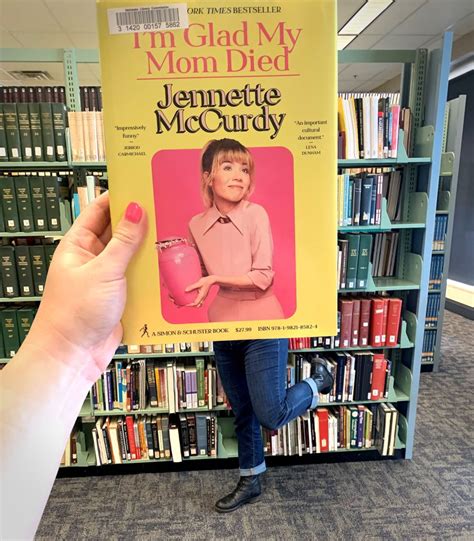 3 1420 00157 5862
NEW YORK TIMES BESTSELLER
I'm Glad My
Mom Died
Jennette
McCurdy
"Impressively
funny."
—JERROD
CARMICHAEL
"An important
cultural
document."
—LENA
DUNHAM
A SIMON & SCHUSTER BOOK
$27.99
ISBN 978-1-9821-8582-4